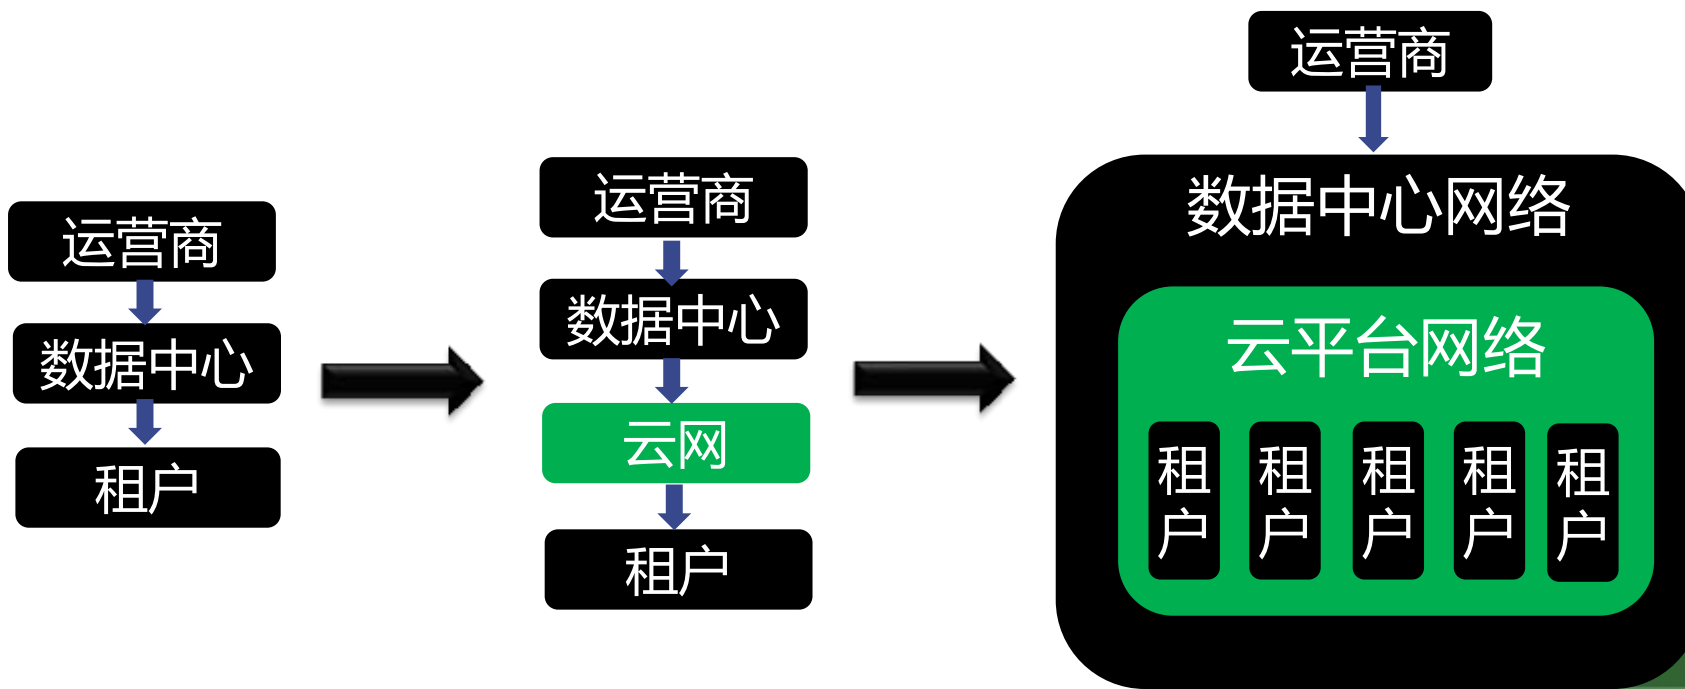 运营商
数据中心
租户
运营商
数据中心
云网
租户
运营商
数据中心网络
云平台网络
租户
租户
租户
租户
租户